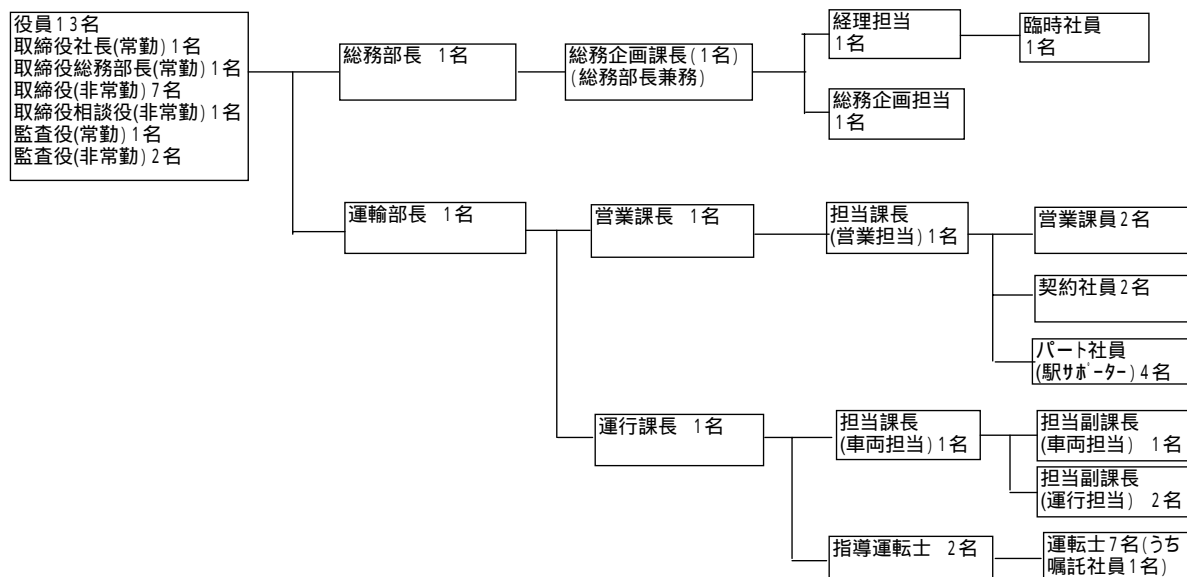 役員13名
取締役社長(常勤)1名
取締役総務部長(常勤)1名
取締役(非常勤)7名
取締役相談役(非常勤)1名
監査役(常勤)1名
監査役(非常勤)2名
総務部長 1名
総務企画課長(1名)
(総務部長兼務)
経理担当
1名
臨時社員
1名
総務企画担当
1名
運輸部長 1名
営業課長 1名
担当課長
(営業担当)1名
営業課員2名
契約社員2名
パート社員
(駅ｻﾎﾟｰﾀｰ)4名
運行課長 1名
担当課長
(車両担当)1名
担当副課長
(車両担当) 1名
担当副課長
(運行担当) 2名
指導運転士 2名
運転士7名(うち
嘱託社員1名)